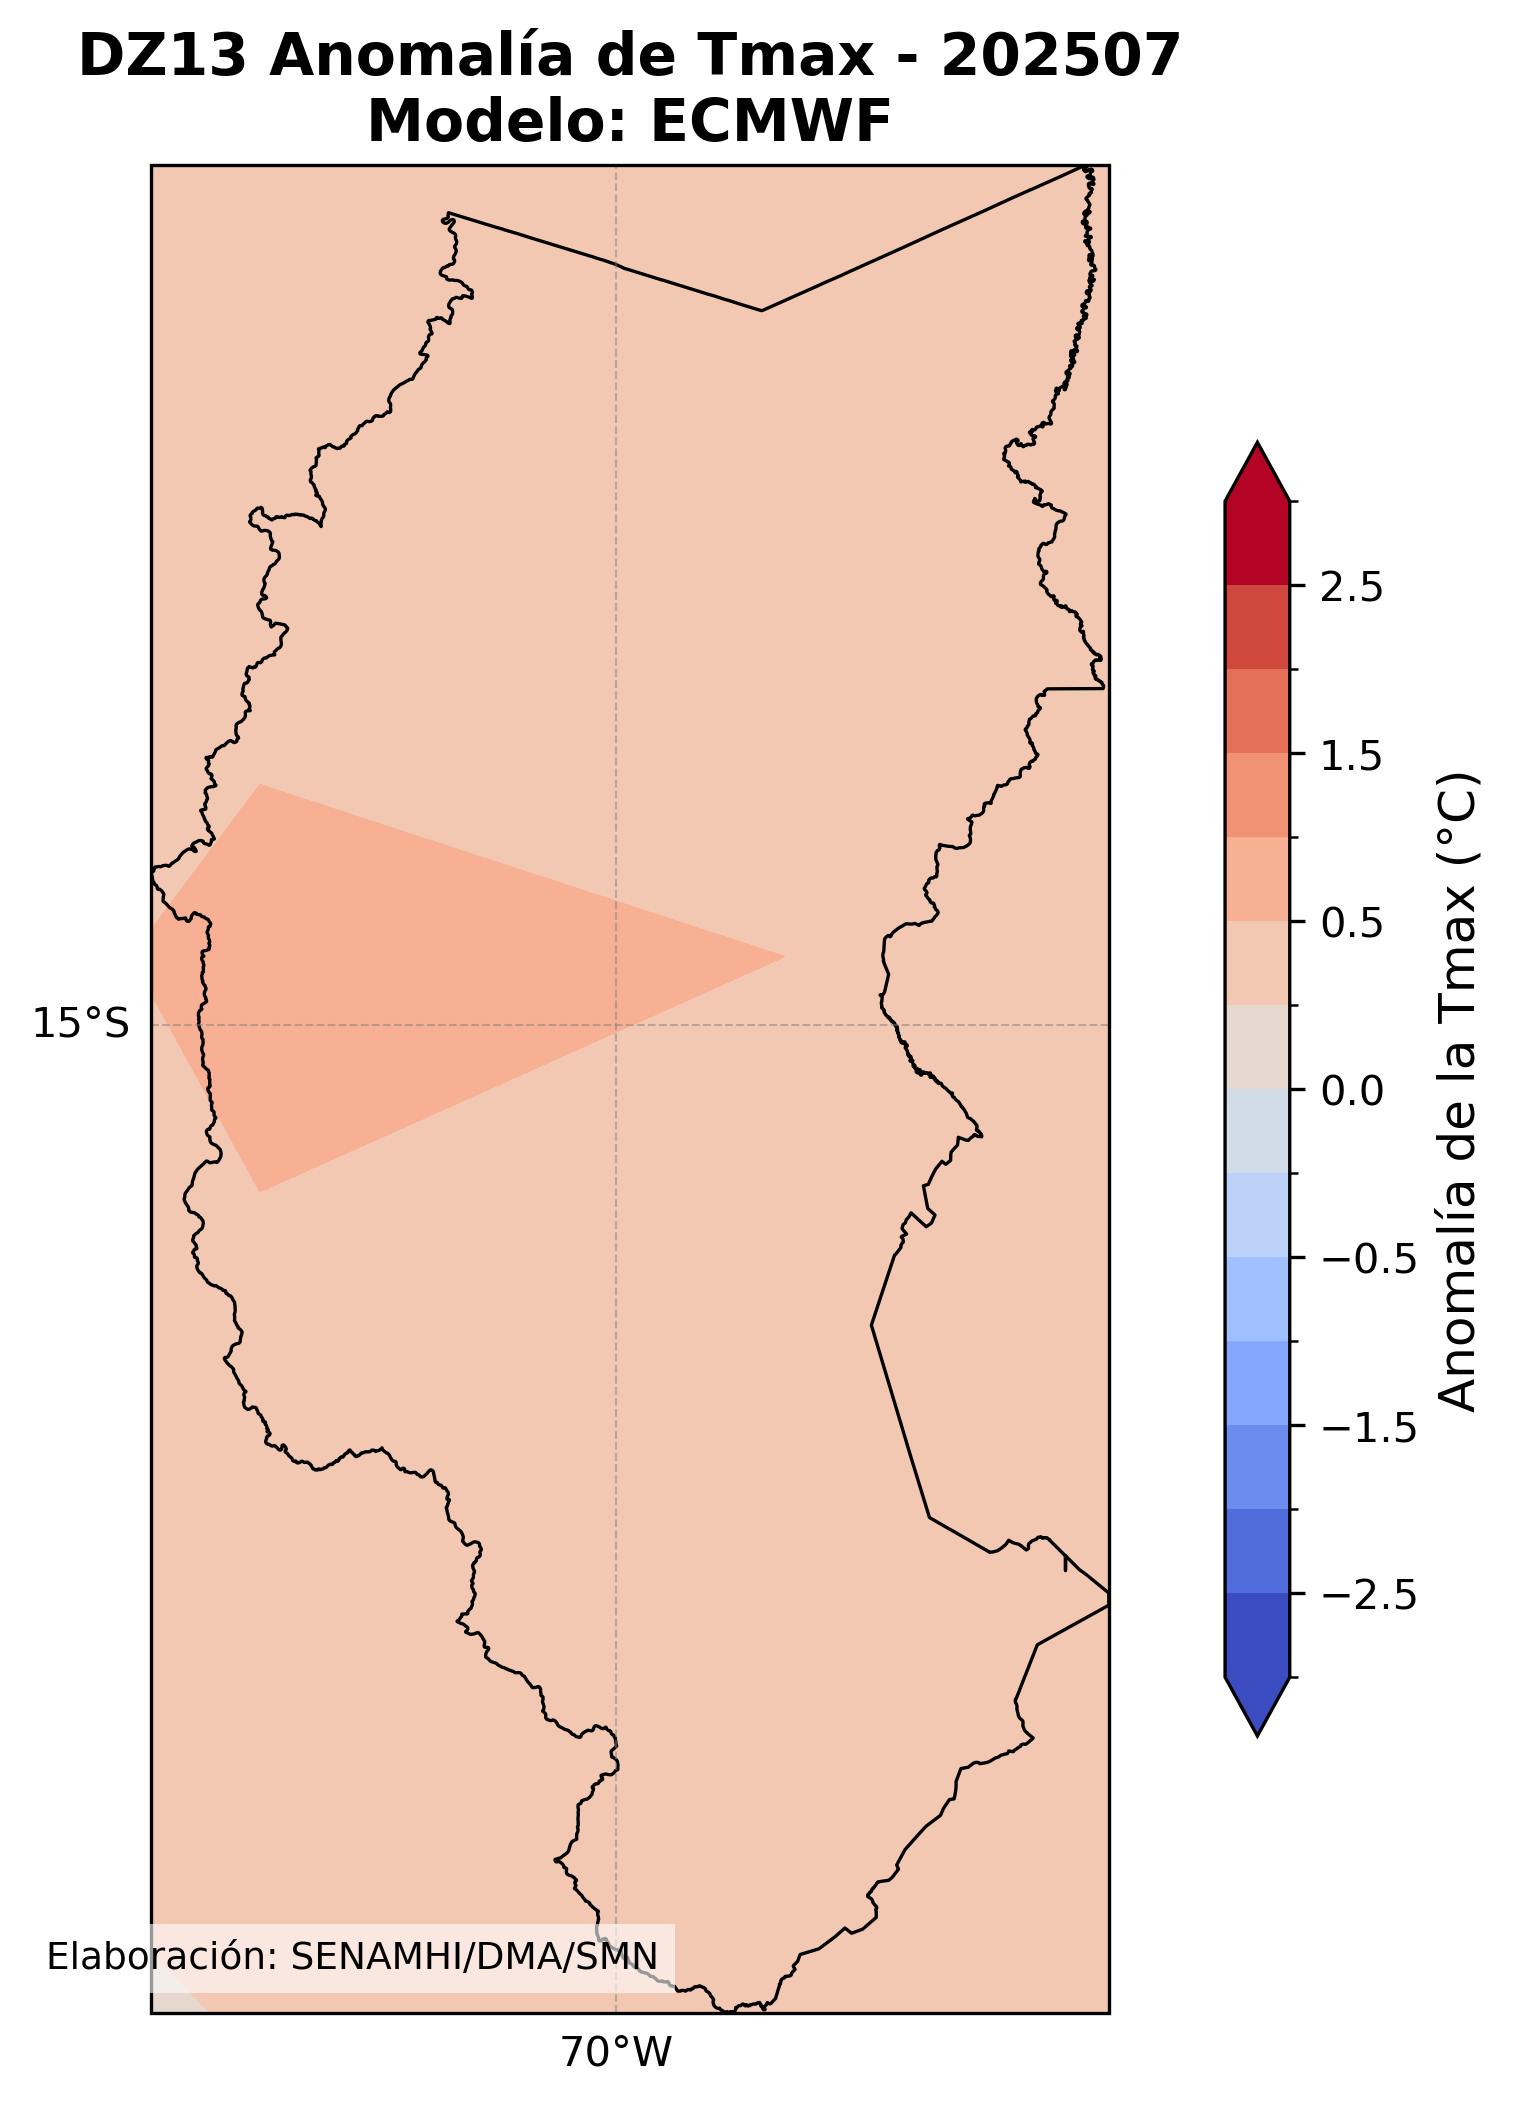 DZ13 Anomalía de Tmax - 202507
Modelo: ECMWF
2.5
1.5
0.5
0.0
−0.5
−1.5
−2.5
Anomalía de la Tmax (°C)
15°S
Elaboración: SENAMHI/DMA/SMN
70°W